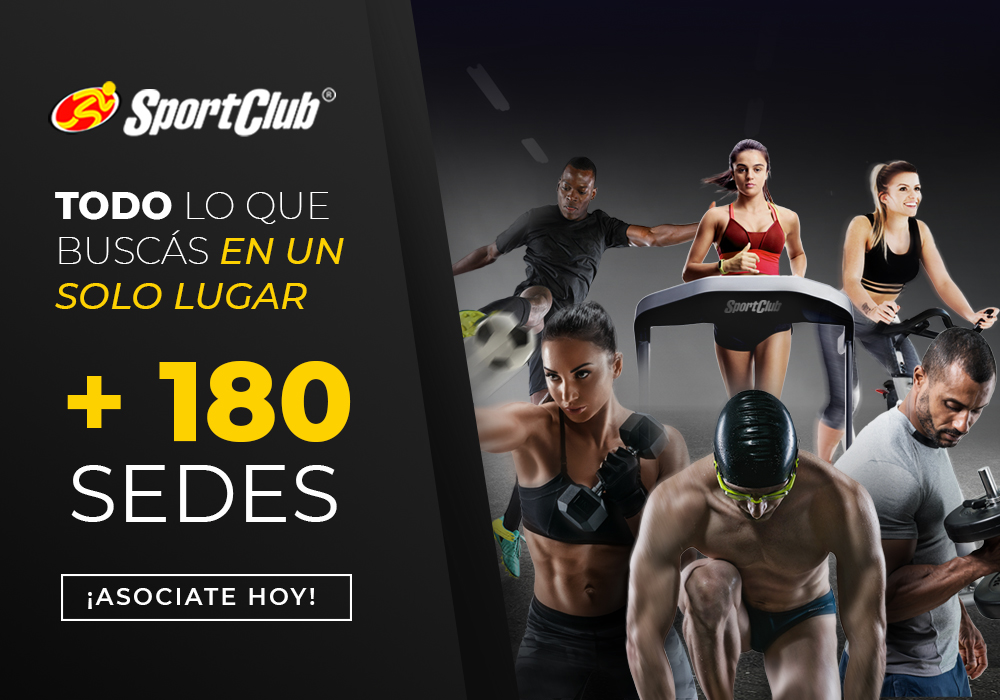 SportClub®
TODO LO QUE
BUSCÁS EN UN
SOLO LUGAR
+ 180
SEDES
¡ASOCIATE HOY!
SportClub